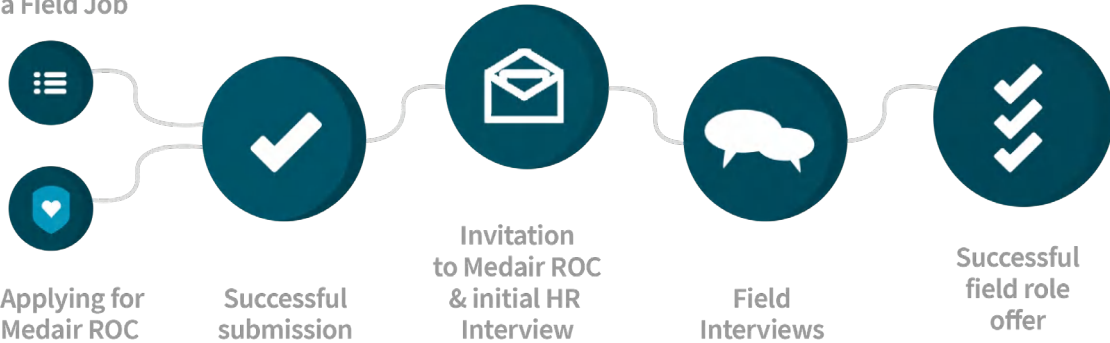 a Field Job
Applying for
Medair ROC
Successful
submission
Invitation
to Medair ROC
& initial HR
Interview
Field
Interviews
Successful
field role
offer